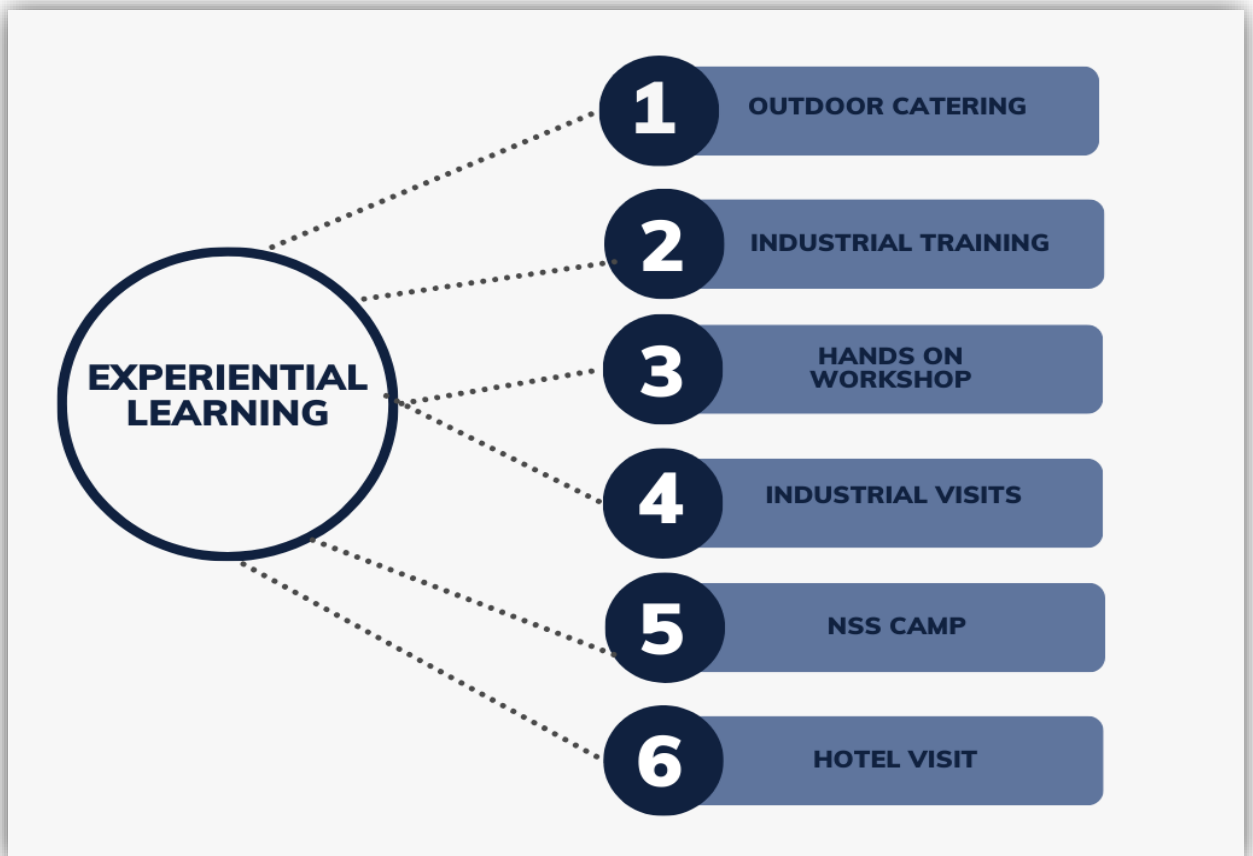 EXPERIENTIAL
LEARNING
1
OUTDOOR CATERING
2
INDUSTRIAL TRAINING
3
HANDS ON
WORKSHOP
4
INDUSTRIAL VISITS
5
NSS CAMP
6
HOTEL VISIT